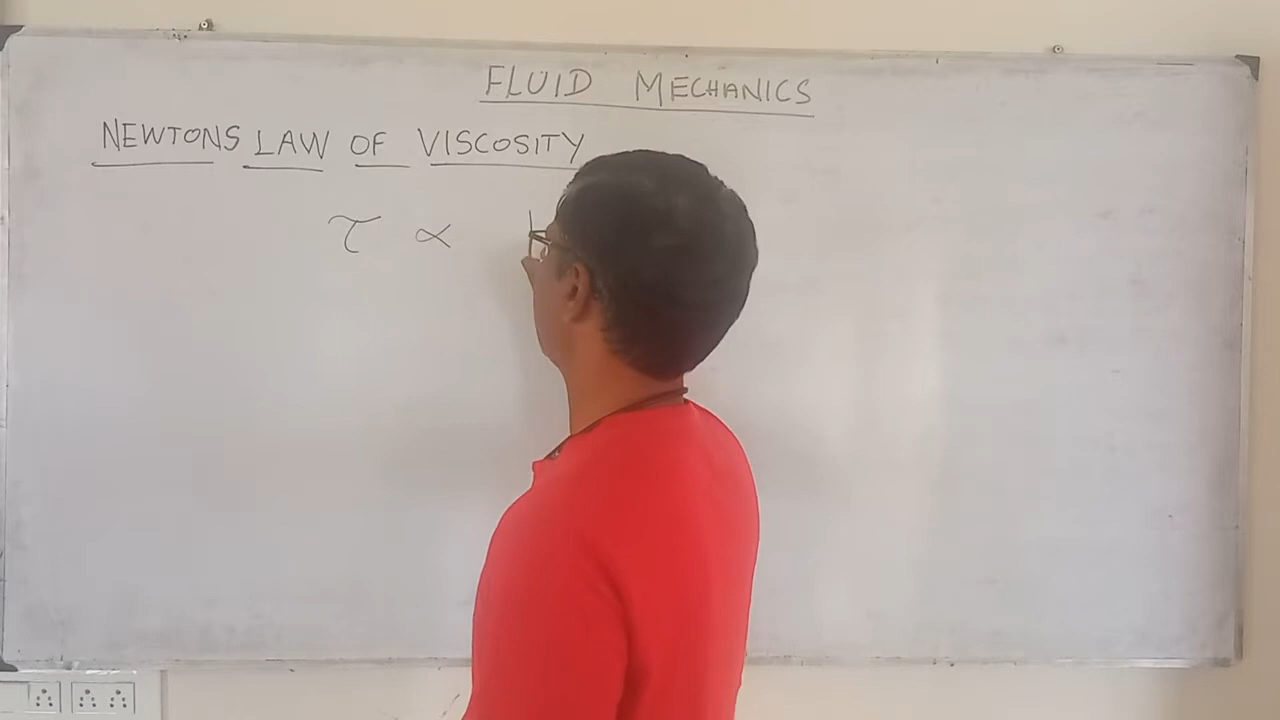 FLUID MECHANICS
NEWTONS LAW OF VISCOSITY
τ ∝